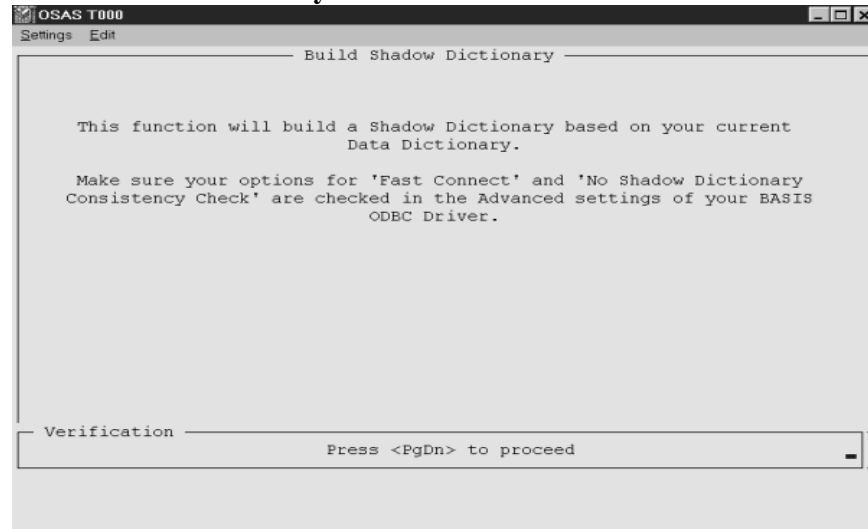 OSAS T000
Settings Edit
Build Shadow Dictionary
This function will build a Shadow Dictionary based on your current
Data Dictionary.
Make sure your options for 'Fast Connect' and 'No Shadow Dictionary
Consistency Check' are checked in the Advanced settings of your BASIS
ODBC Driver.
Verification
Press <PgDn> to proceed